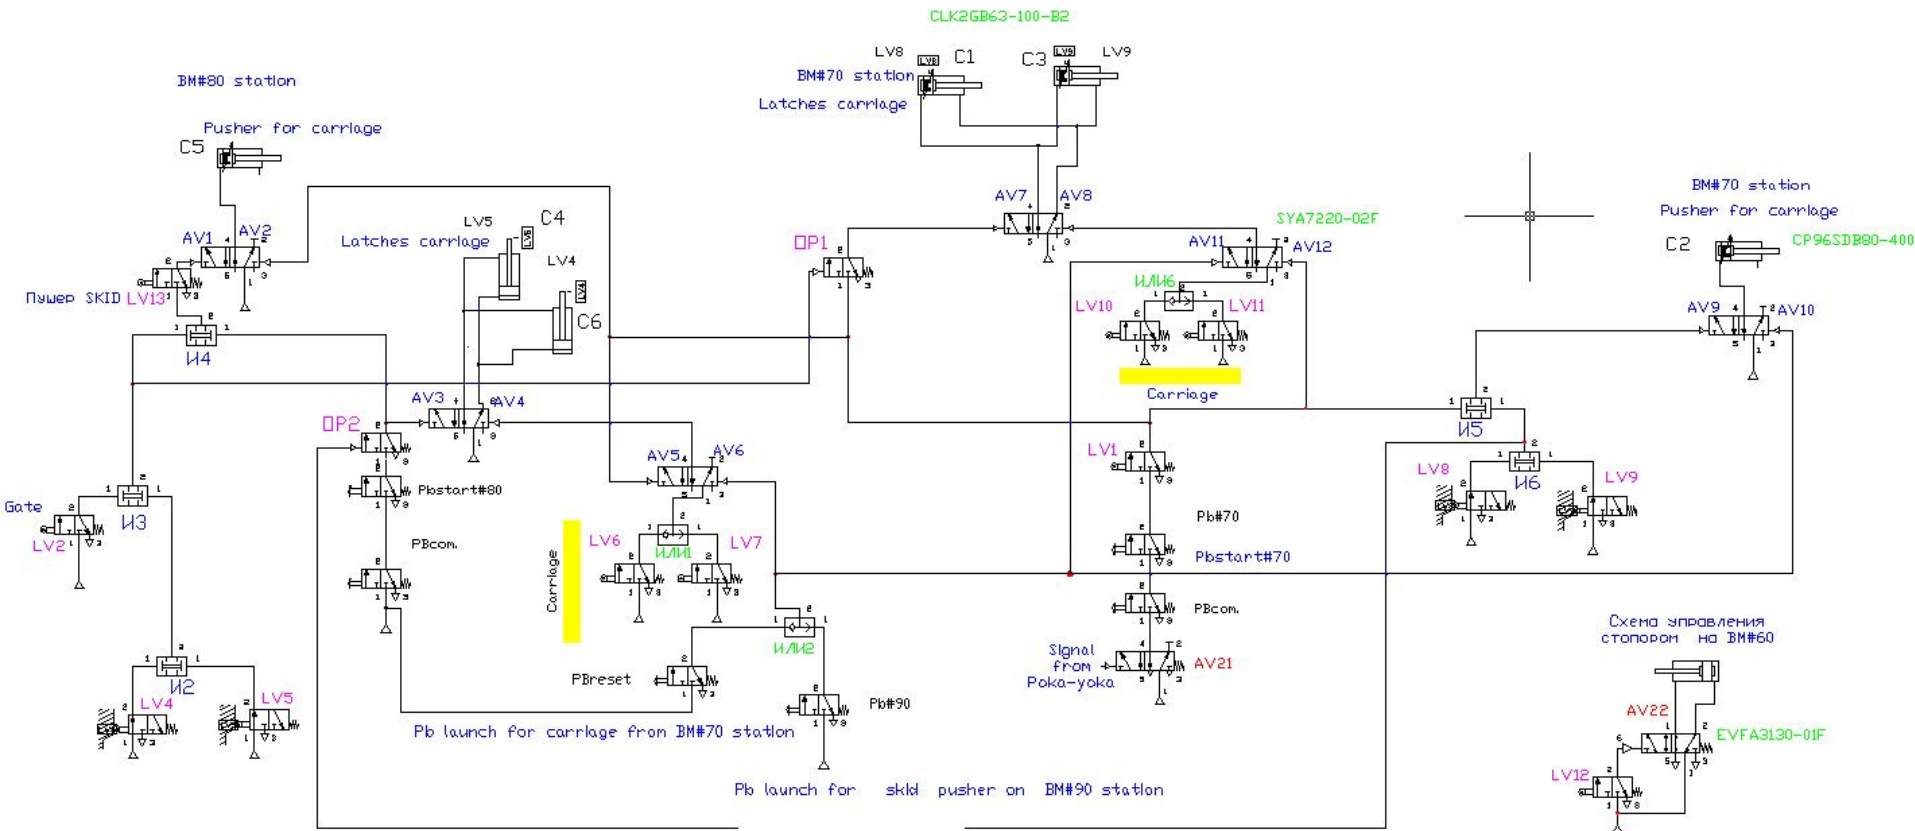 CLK2GB63-100-B2
LV8
LV8
C1
C3
LV9
LV9
BM#70 station
Latches carriage
BM#80 station
Pusher for carriage
C5
AV1
AV2
Пушер SKID
LV13
И4
LV5
LV5
C4
Latches carriage
LV4
LV4
C6
AV7
AV8
ОР1
SYA7220-02F
AV11
AV12
ИЛИ6
LV10
LV11
Carriage
BM#70 station
Pusher for carriage
C2
CP96SDB80-400
AV9
AV10
И5
И6
LV8
LV9
AV3
AV4
ОР2
Pbstart#80
PBcom.
AV5
AV6
LV6
ИЛИ1
LV7
Carriage
ИЛИ2
PBreset
Pb#90
Gate
LV2
И3
И2
LV4
LV5
LV1
Pb#70
Pbstart#70
PBcom.
Signal
from
Poka-yoka
AV21
Pb launch for carriage from BM#70 station
Pb launch for skid pusher on BM#90 station
Схема управления
стопором на BM#60
AV22
EVFA3130-01F
LV12